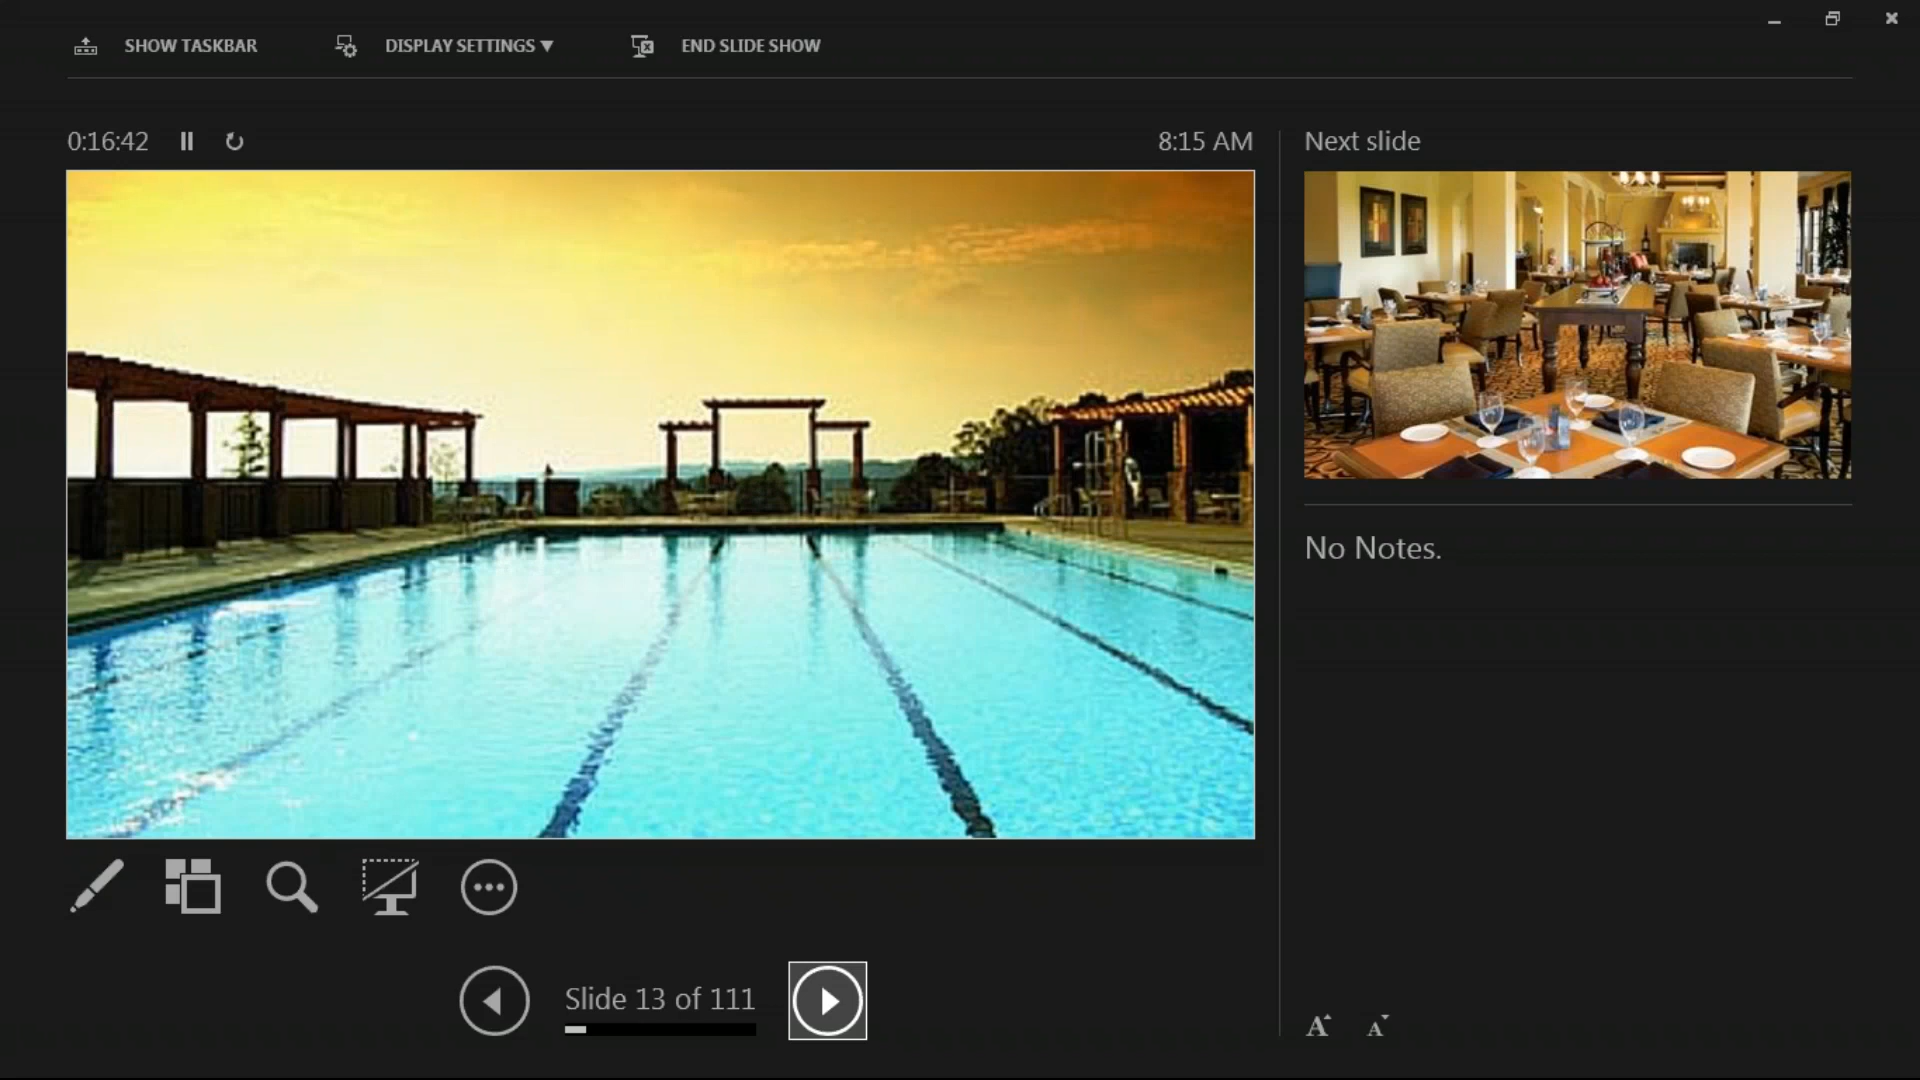 SHOW TASKBAR
DISPLAY SETTINGS ▼
END SLIDE SHOW
0:16:42
8:15 AM
Next slide
No Notes.
Slide 13 of 111
A
A